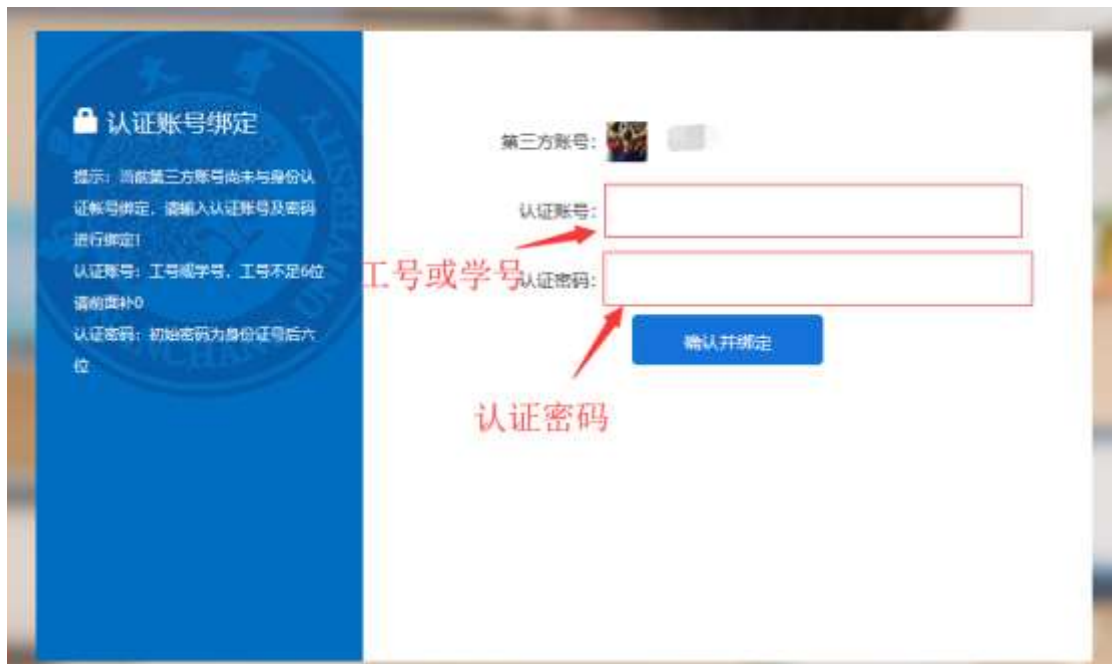 认证账号绑定
提示：当前第三方账号尚未与身份认
证帐号绑定，请输入认证账号及密码
进行绑定！
认证账号：工号或学号，工号不足6位
请前面补0
认证密码：初始密码为身份证号后六
位
第三方账号：
认证账号：
工号或学号
认证密码：
确认并绑定
认证密码